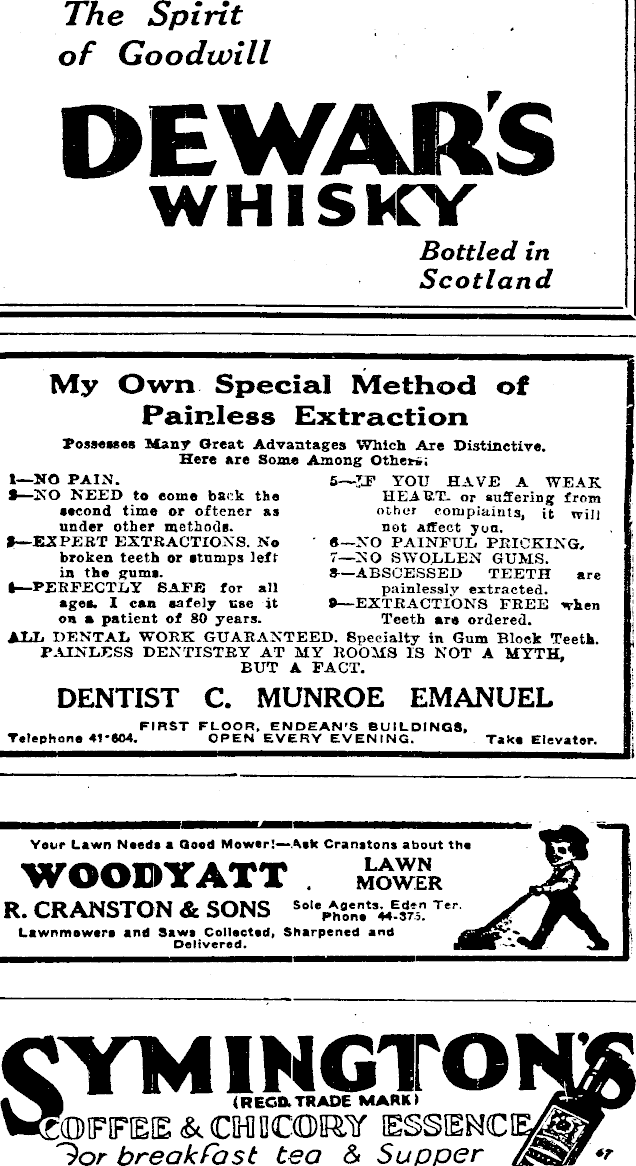 The Spirit
of Goodwill
DEWAR'S
WHISKY
Bottled in
Scotland
My Own Special Method of
Painless Extraction
Possesses Many Great Advantages Which Are Distinctive.
Here are Some Among Others:
1—NO PAIN.
2—NO NEED to come back the
second time or oftener as
under other methods.
3—EXPERT EXTRACTIONS. No
broken teeth or stumps left
in the gums.
4—PERFECTLY SAFE for all
ages. I can safely use it
on a patient of 80 years.
5—IF YOU HAVE A WEAK
HEART. or suffering from
other complaints, it will
not affect you.
6—NO PAINFUL PRICKING.
7—NO SWOLLEN GUMS.
8—ABSCESSED TEETH are
painlessly extracted.
9—EXTRACTIONS FREE when
Teeth are ordered.
ALL DENTAL WORK GUARANTEED. Specialty in Gum Block Teeth.
PAINLESS DENTISTRY AT MY ROOMS IS NOT A MYTH,
BUT A FACT.
DENTIST C. MUNROE EMANUEL
FIRST FLOOR, ENDEAN'S BUILDINGS,
Telephone 41-604. OPEN EVERY EVENING. Take Elevator.
Your Lawn Needs a Good Mower!—Ask Cranstons about the
WOODYATT LAWN
MOWER
R. CRANSTON & SONS Sole Agents, Eden Ter.
Phone 44-375.
Lawnmowers and Saws Collected, Sharpened and
Delivered.
SYMINGTON'S
(REGD. TRADE MARK)
COFFEE & CHICORY ESSENCE
For breakfast tea & Supper
67